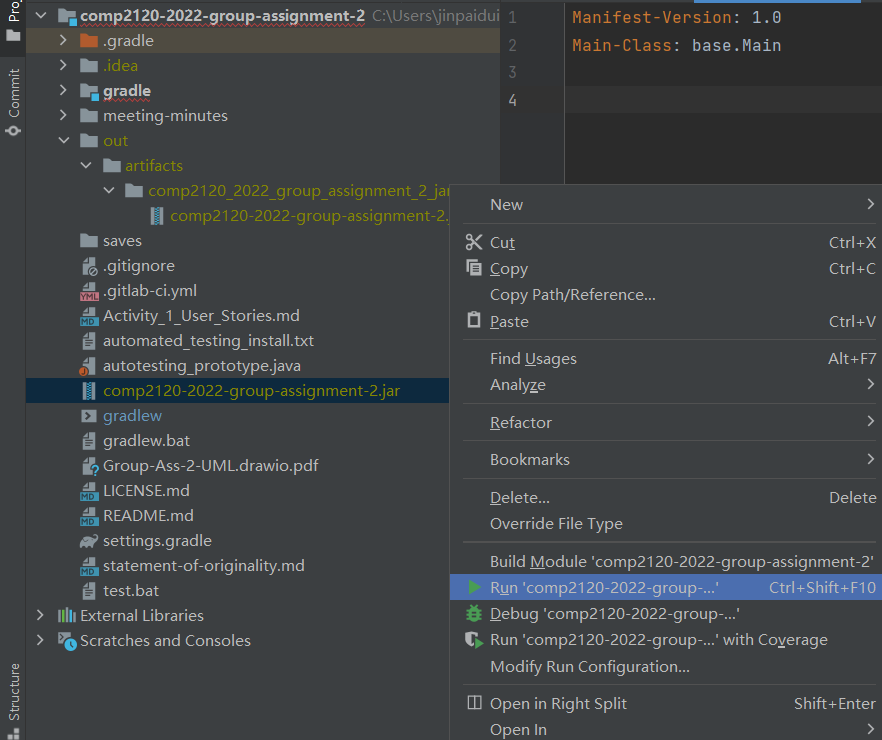 comp2120-2022-group-assignment-2 C:\Users\jinpaidui
.gradle
.idea
gradle
meeting-minutes
out
artifacts
comp2120_2022_group_assignment_2_jar
comp2120-2022-group-assignment-2.
saves
.gitignore
.gitlab-ci.yml
Activity_1_User_Stories.md
automated_testing_install.txt
autotesting_prototype.java
comp2120-2022-group-assignment-2.jar
gradlew
gradlew.bat
Group-Ass-2-UML.drawio.pdf
LICENSE.md
README.md
settings.gradle
statement-of-originality.md
test.bat
External Libraries
Scratches and Consoles
Commit
Structure
1 Manifest-Version: 1.0
2 Main-Class: base.Main
3
4
New
Cut Ctrl+X
Copy Ctrl+C
Copy Path/Reference...
Paste Ctrl+V
Find Usages Alt+F7
Analyze
Refactor
Bookmarks
Delete... Delete
Override File Type
Build Module 'comp2120-2022-group-assignment-2'
Run 'comp2120-2022-group-...' Ctrl+Shift+F10
Debug 'comp2120-2022-group-...'
Run 'comp2120-2022-group-...' with Coverage
Modify Run Configuration...
Open in Right Split Shift+Enter
Open In